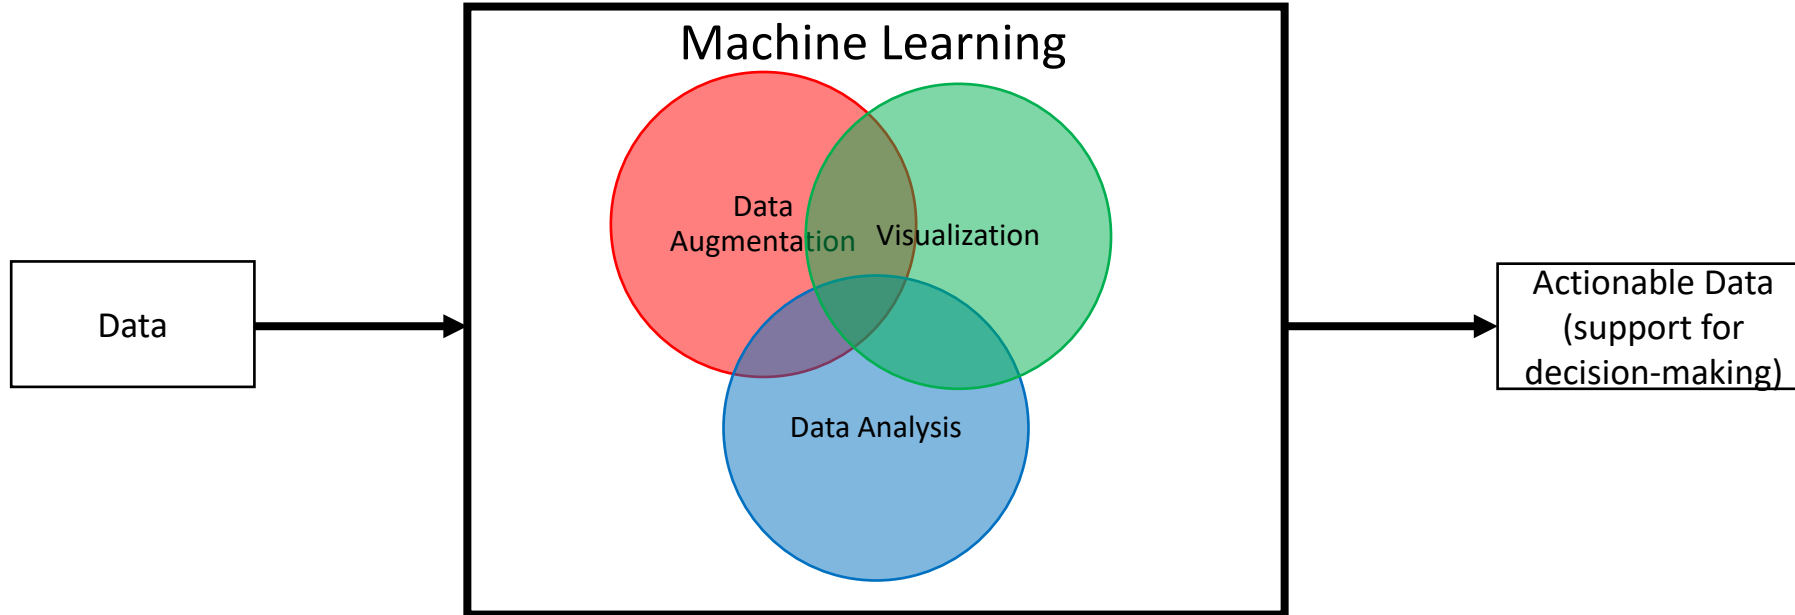 Machine Learning
Data
Augmentation
Visualization
Data Analysis
Data
Actionable Data
(support for
decision-making)